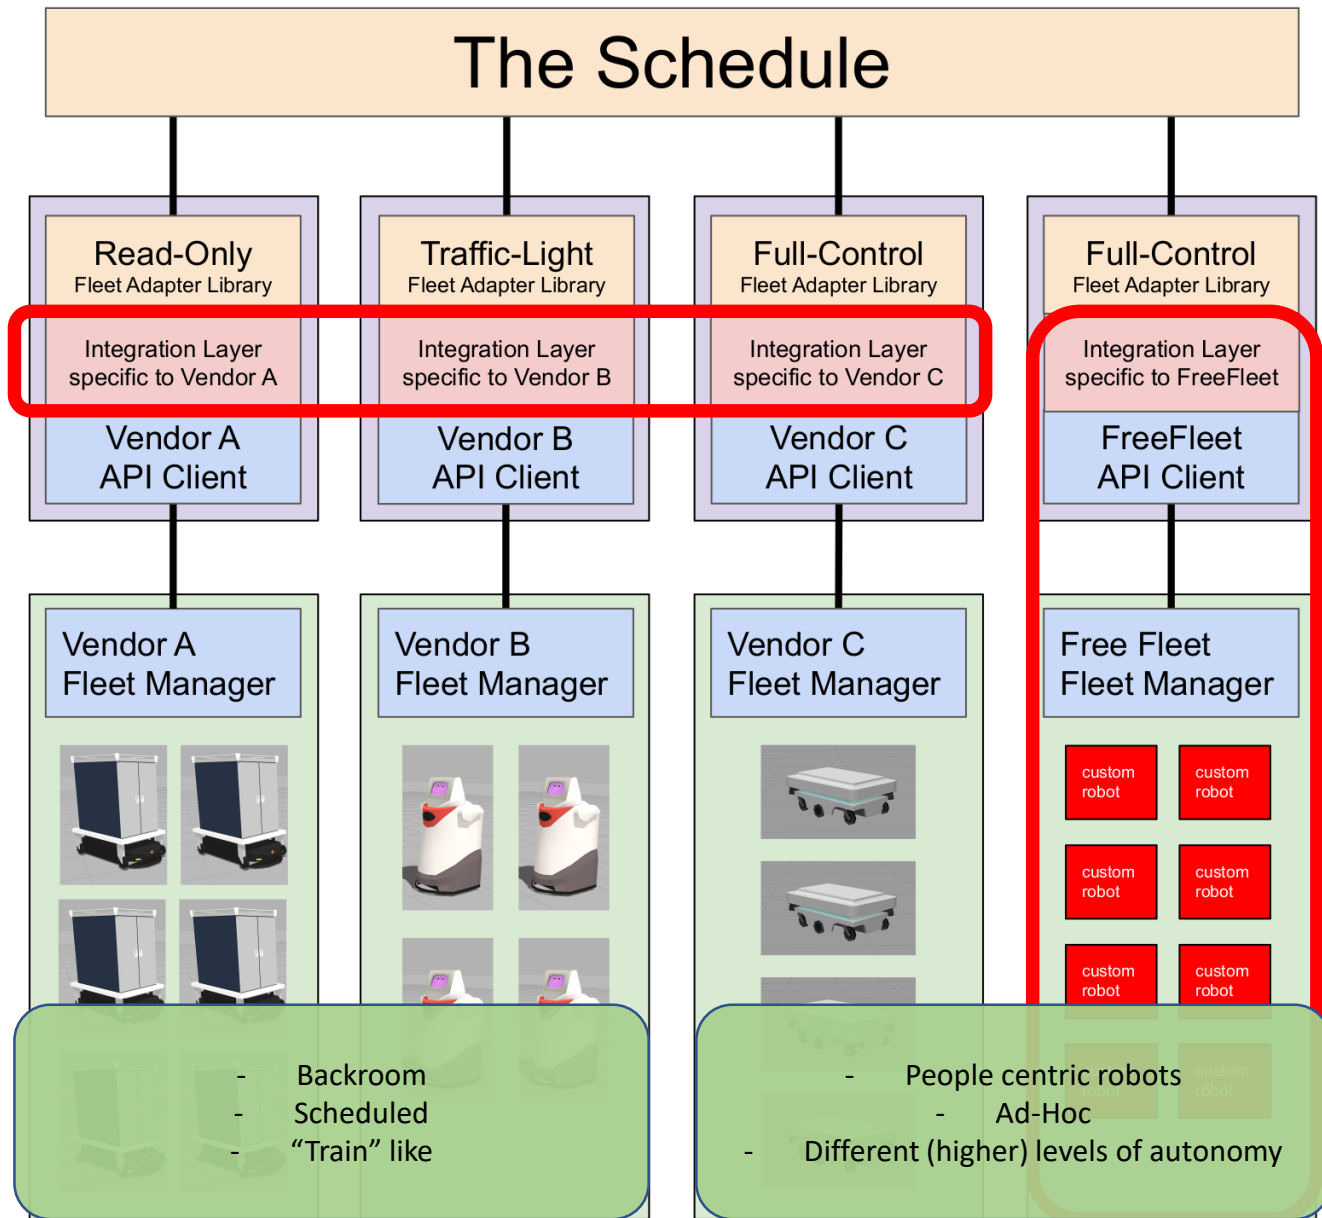 The Schedule
Read-Only
Fleet Adapter Library
Integration Layer
specific to Vendor A
Vendor A
API Client
Traffic-Light
Fleet Adapter Library
Integration Layer
specific to Vendor B
Vendor B
API Client
Full-Control
Fleet Adapter Library
Integration Layer
specific to Vendor C
Vendor C
API Client
Full-Control
Fleet Adapter Library
Integration Layer
specific to FreeFleet
FreeFleet
API Client
Vendor A
Fleet Manager
Vendor B
Fleet Manager
Vendor C
Fleet Manager
Free Fleet
Fleet Manager
custom
robot
custom
robot
custom
robot
custom
robot
custom
robot
custom
robot
custom
robot
custom
robot
- Backroom
- Scheduled
- “Train” like
- People centric robots
- Ad-Hoc
- Different (higher) levels of autonomy